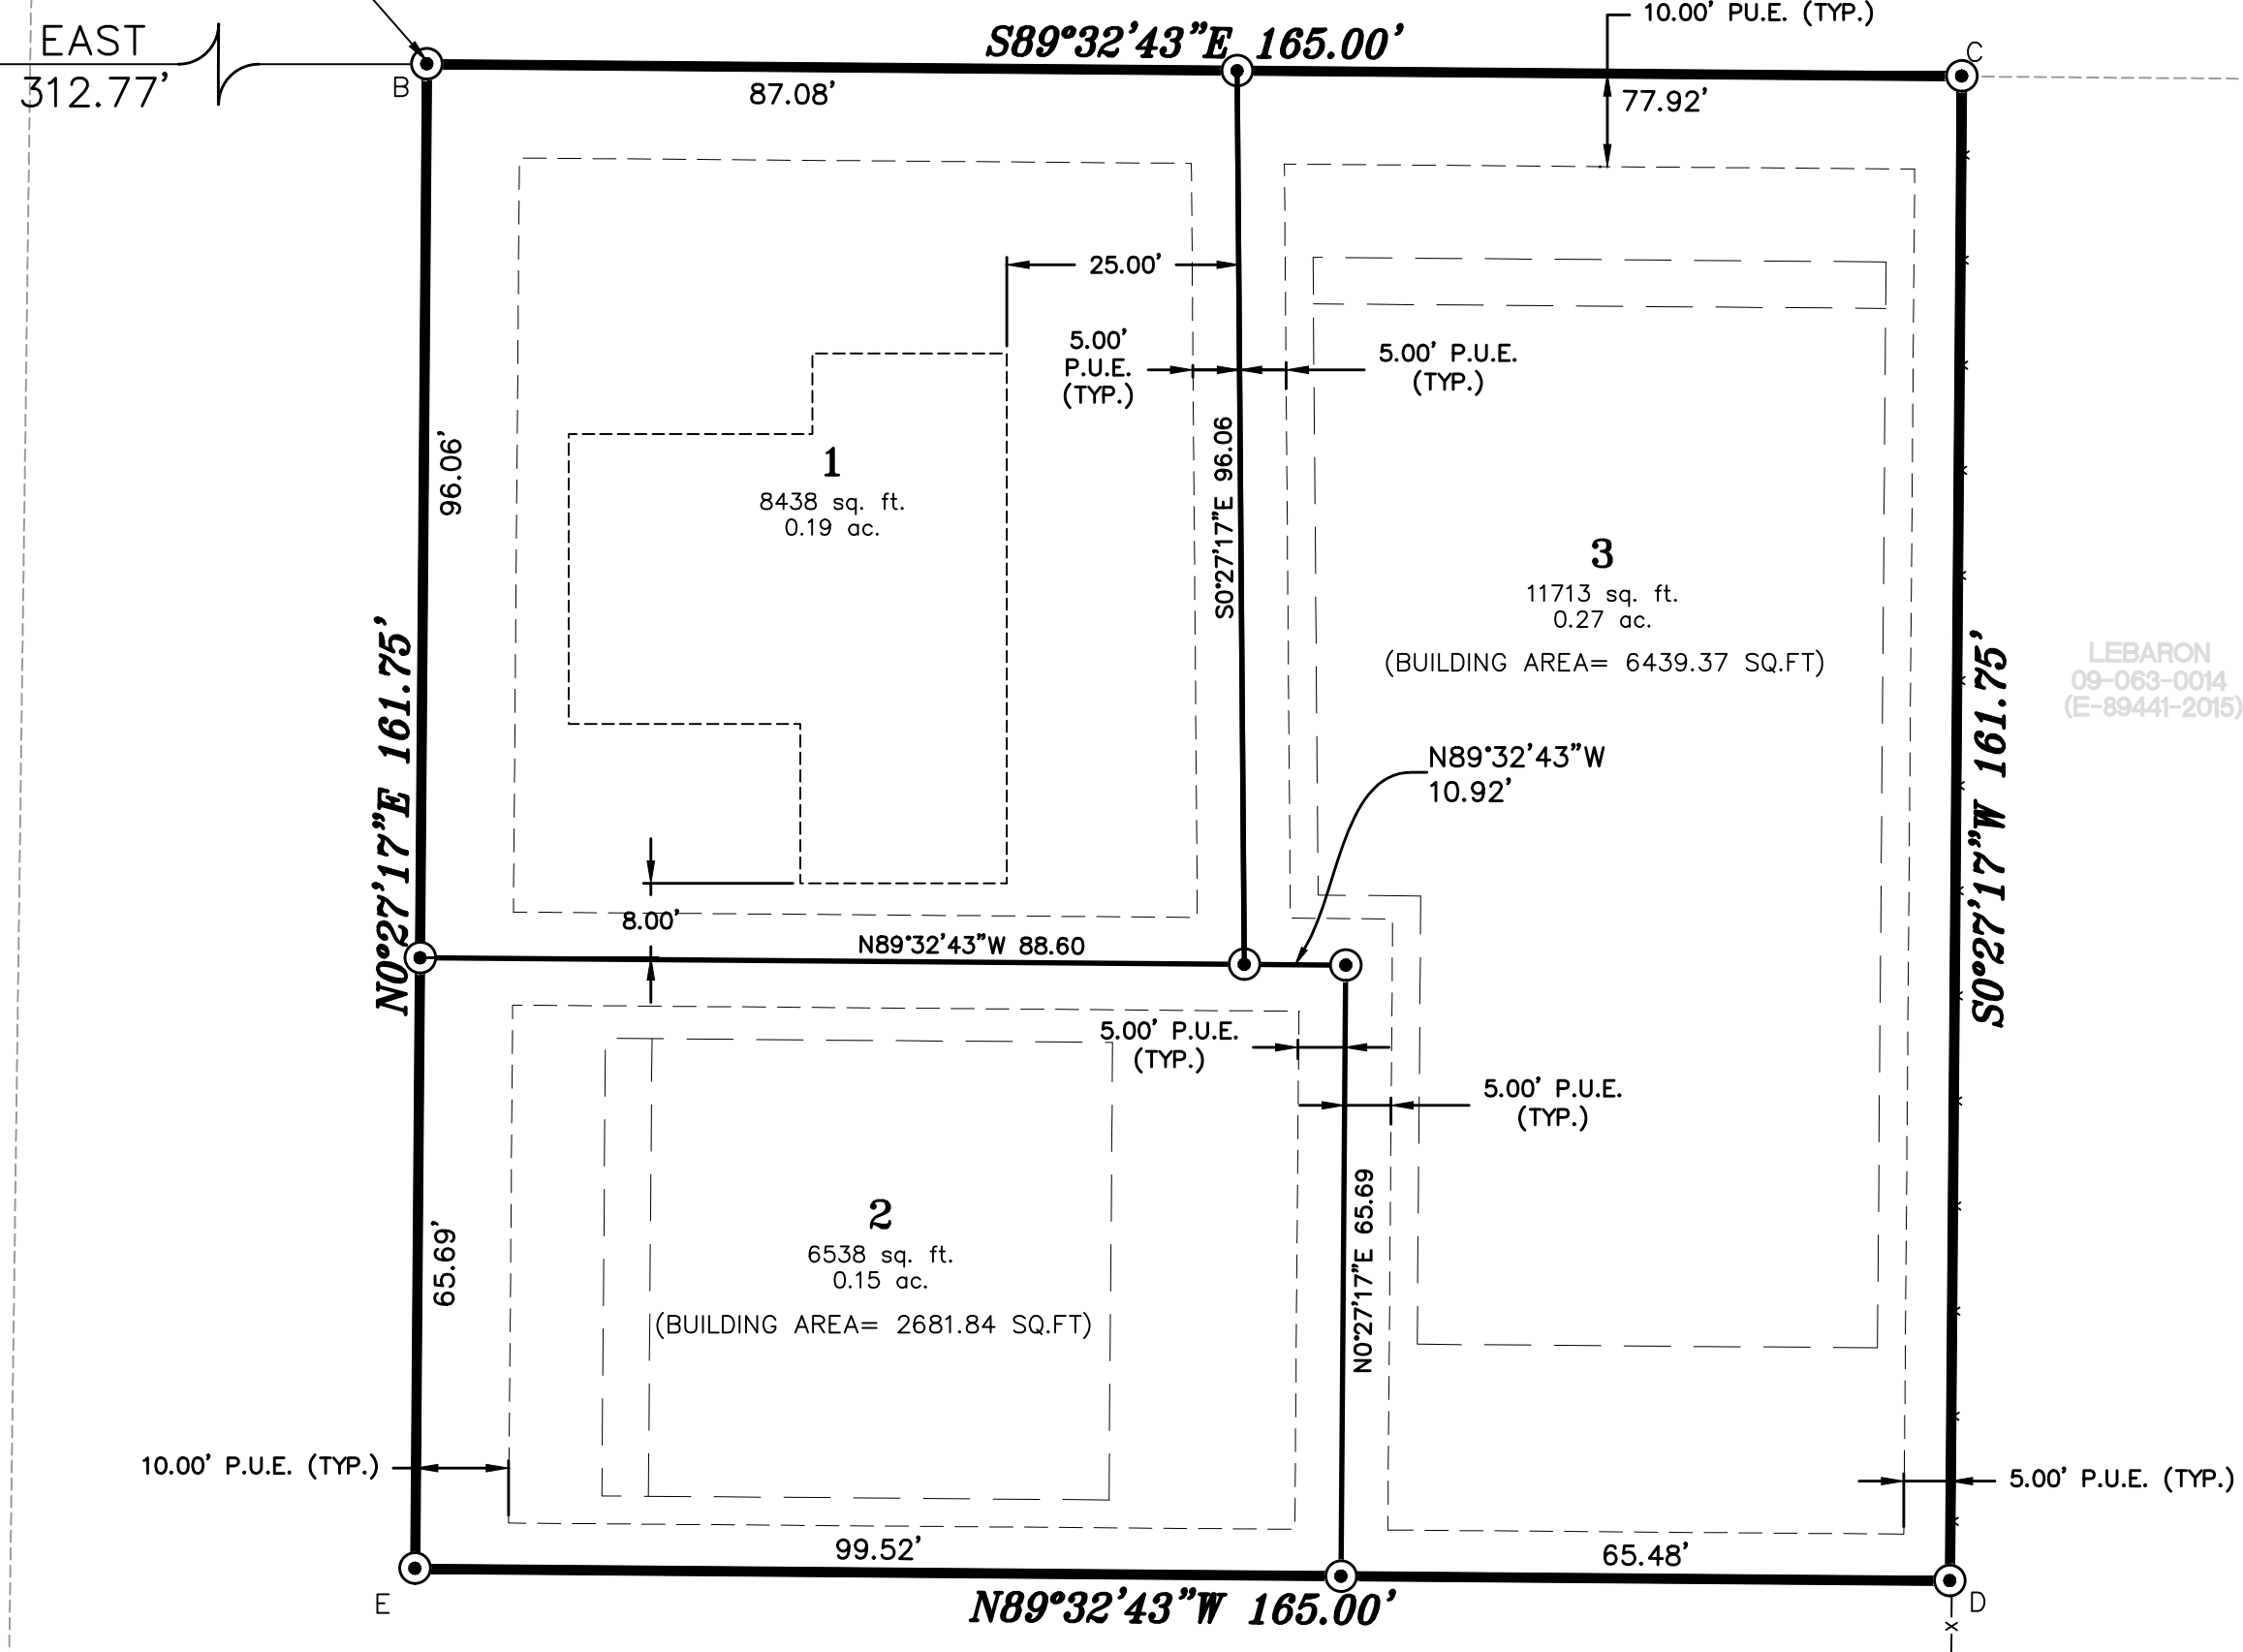 10.00' PU.E. (TYP.)
EAST
312.77'
S89°32'43"E 165.00'
B
C
87.08'
77.92'
25.00'
5.00'
P.U.E.
(TYP.)
5.00' P.U.E.
(TYP.)
96.06'
S0°27'17"E 96.06
1
8438 sq. ft.
0.19 ac.
3
11713 sq. ft.
0.27 ac.
(BUILDING AREA= 6439.37 SQ.FT)
N0°27'17"E 161.75'
S0°27'17"W 161.75'
LEBARON
09-063-0014
(E-89441-2015)
N89°32'43"W
10.92'
8.00'
N89°32'43"W 88.60
5.00' P.U.E.
(TYP.)
5.00' P.U.E.
(TYP.)
65.69'
N0°27'17"E 65.69
2
6538 sq. ft.
0.15 ac.
(BUILDING AREA= 2681.84 SQ.FT)
10.00' P.U.E. (TYP.)
5.00' P.U.E. (TYP.)
99.52'
65.48'
E
D
N89°32'43"W 165.00'